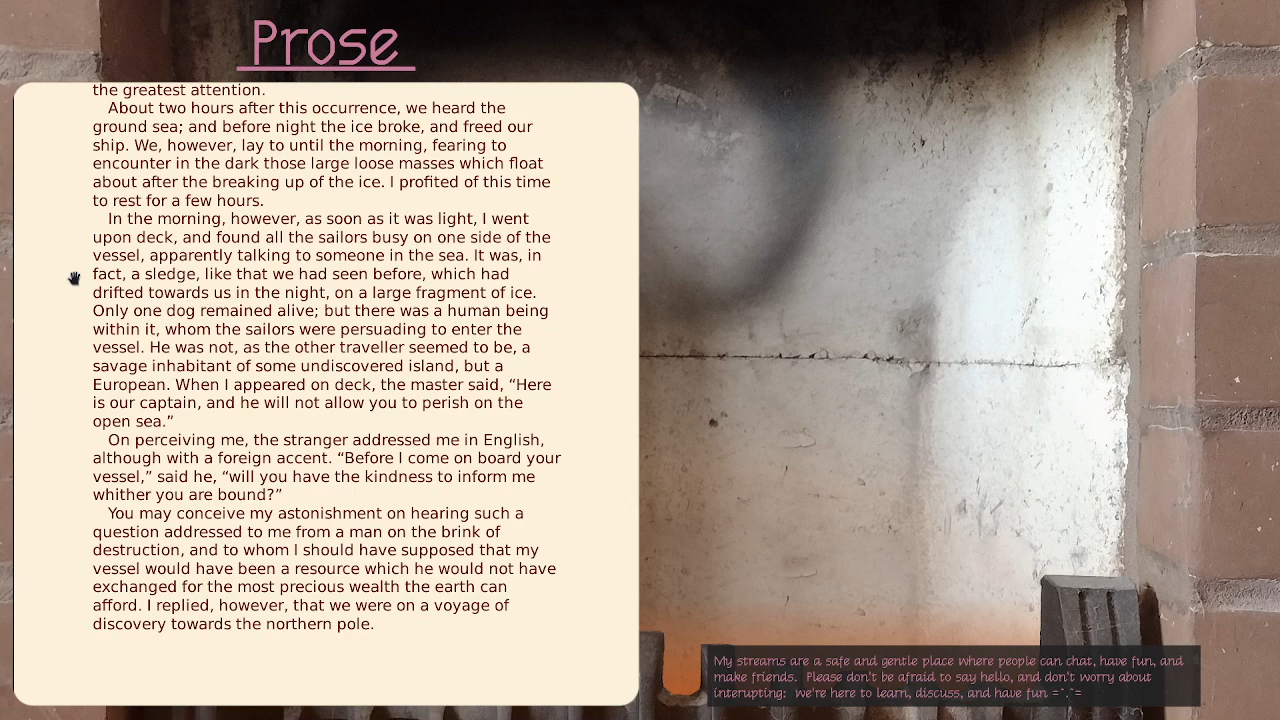 Prose
the greatest attention.
About two hours after this occurrence, we heard the
ground sea; and before night the ice broke, and freed our
ship. We, however, lay to until the morning, fearing to
encounter in the dark those large loose masses which float
about after the breaking up of the ice. I profited of this time
to rest for a few hours.
In the morning, however, as soon as it was light, I went
upon deck, and found all the sailors busy on one side of the
vessel, apparently talking to someone in the sea. It was, in
fact, a sledge, like that we had seen before, which had
drifted towards us in the night, on a large fragment of ice.
Only one dog remained alive; but there was a human being
within it, whom the sailors were persuading to enter the
vessel. He was not, as the other traveller seemed to be, a
savage inhabitant of some undiscovered island, but a
European. When I appeared on deck, the master said, “Here
is our captain, and he will not allow you to perish on the
open sea.”
On perceiving me, the stranger addressed me in English,
although with a foreign accent. “Before I come on board your
vessel,” said he, “will you have the kindness to inform me
whither you are bound?”
You may conceive my astonishment on hearing such a
question addressed to me from a man on the brink of
destruction, and to whom I should have supposed that my
vessel would have been a resource which he would not have
exchanged for the most precious wealth the earth can
afford. I replied, however, that we were on a voyage of
discovery towards the northern pole.
My streams are a safe and gentle place where people can chat, have fun, and
make friends.  Please don't be afraid to say hello, and don't worry about
interupting:  we're here to learn, discuss, and have fun =^.^=